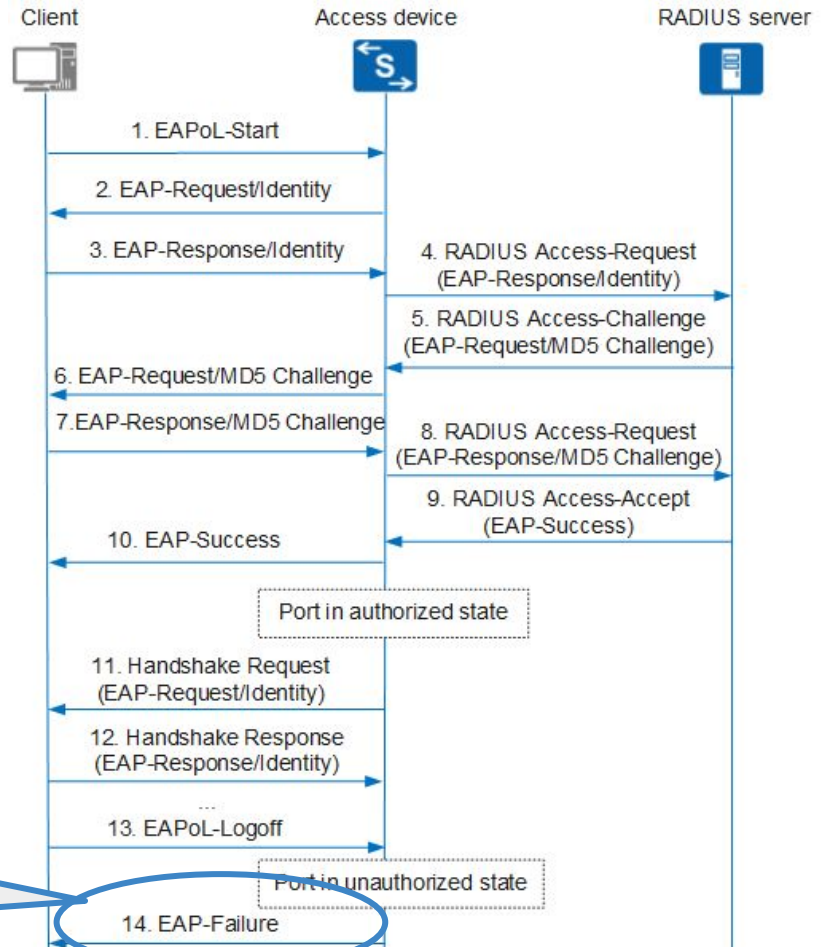 Client
Access device
RADIUS server
S
1. EAPoL-Start
2. EAP-Request/Identity
3. EAP-Response/Identity
4. RADIUS Access-Request
(EAP-Response/Identity)
5. RADIUS Access-Challenge
(EAP-Request/MD5 Challenge)
6. EAP-Request/MD5 Challenge
7.EAP-Response/MD5 Challenge
8. RADIUS Access-Request
(EAP-Response/MD5 Challenge)
9. RADIUS Access-Accept
(EAP-Success)
10. EAP-Success
Port in authorized state
11. Handshake Request
(EAP-Request/Identity)
12. Handshake Response
(EAP-Response/Identity)
...
13. EAPoL-Logoff
Port in unauthorized state
14. EAP-Failure